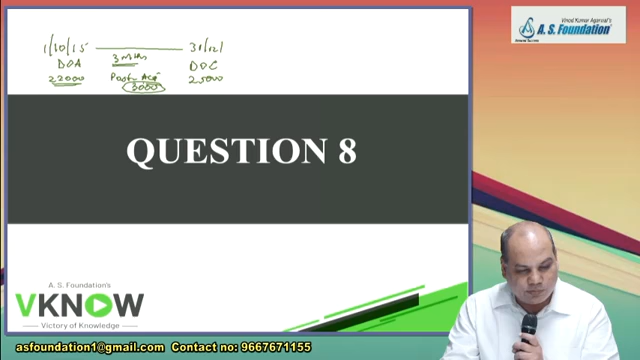 Vinod Kumar Agarwal's
A. S. Foundation
1/10/15 31/12/
3 Mths
DOA DOC
22000 Post Acq 25000
3000
QUESTION 8
A. S. Foundation's
VKNOW
Victory of Knowledge
asfoundation1@gmail.com Contact no: 9667671155